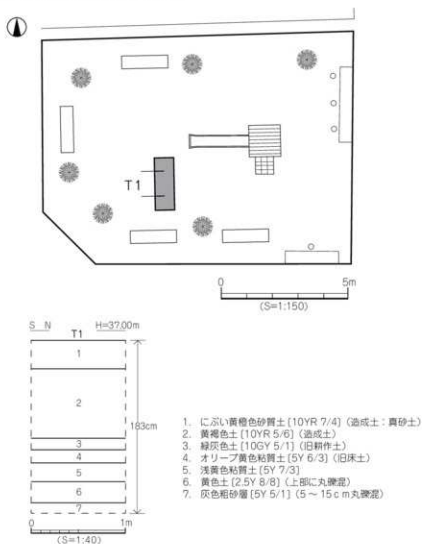 T1
0
5m
(S=1:150)
S N
T1
H=37.00m
1
2
183cm
3
4
5
6
7
0
1m
(S=1:40)
1. にぶい黄橙色砂質土 [10YR 7/4] (造成土:真砂土)
2. 黄褐色土 [10YR 5/6] (造成土)
3. 緑灰色土 [10GY 5/1] (旧耕作土)
4. オリーブ黄色粘質土 [5Y 6/3] (旧床土)
5. 浅黄色粘質土 [5Y 7/3]
6. 黄色土 [2.5Y 8/8] (上部に丸礫混)
7. 灰色粗砂層 [5Y 5/1] (5～15cm丸礫混)